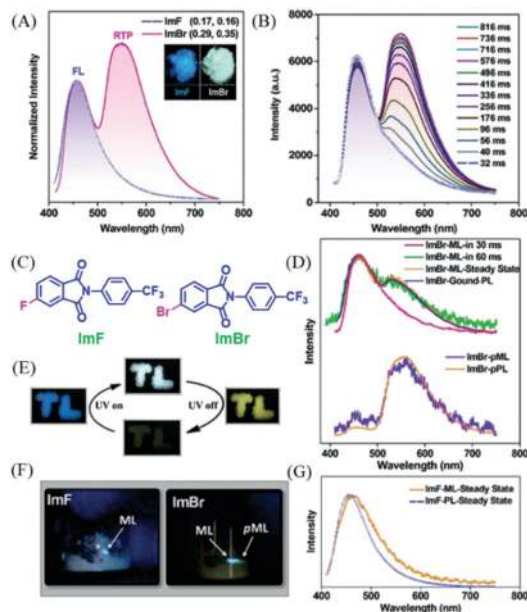 (A)
ImF (0.17, 0.16)
ImBr (0.29, 0.35)
RTP
FL
ImF
ImBr
Normalized Intensity
400 500 600 700 800
Wavelength (nm)
(B)
8000
6000
4000
2000
Intensity (a.u.)
816 ms
736 ms
716 ms
576 ms
496 ms
416 ms
336 ms
256 ms
176 ms
96 ms
56 ms
40 ms
32 ms
400 500 600 700 800
Wavelength (nm)
(C)
F
O
N
O
CF3
ImF
Br
O
N
O
CF3
ImBr
(D)
ImBr-ML-in 30 ms
ImBr-ML-in 60 ms
ImBr-ML-Steady State
ImBr-Gound-PL
ImBr-pML
ImBr-pPL
Intensity
400 500 600 700 800
Wavelength (nm)
(E)
TL
TL
UV on
UV off
TL
TL
(F)
ImF
ML
ImBr
ML
pML
(G)
ImF-ML-Steady State
ImF-PL-Steady State
Intensity
400 500 600 700 800
Wavelength (nm)